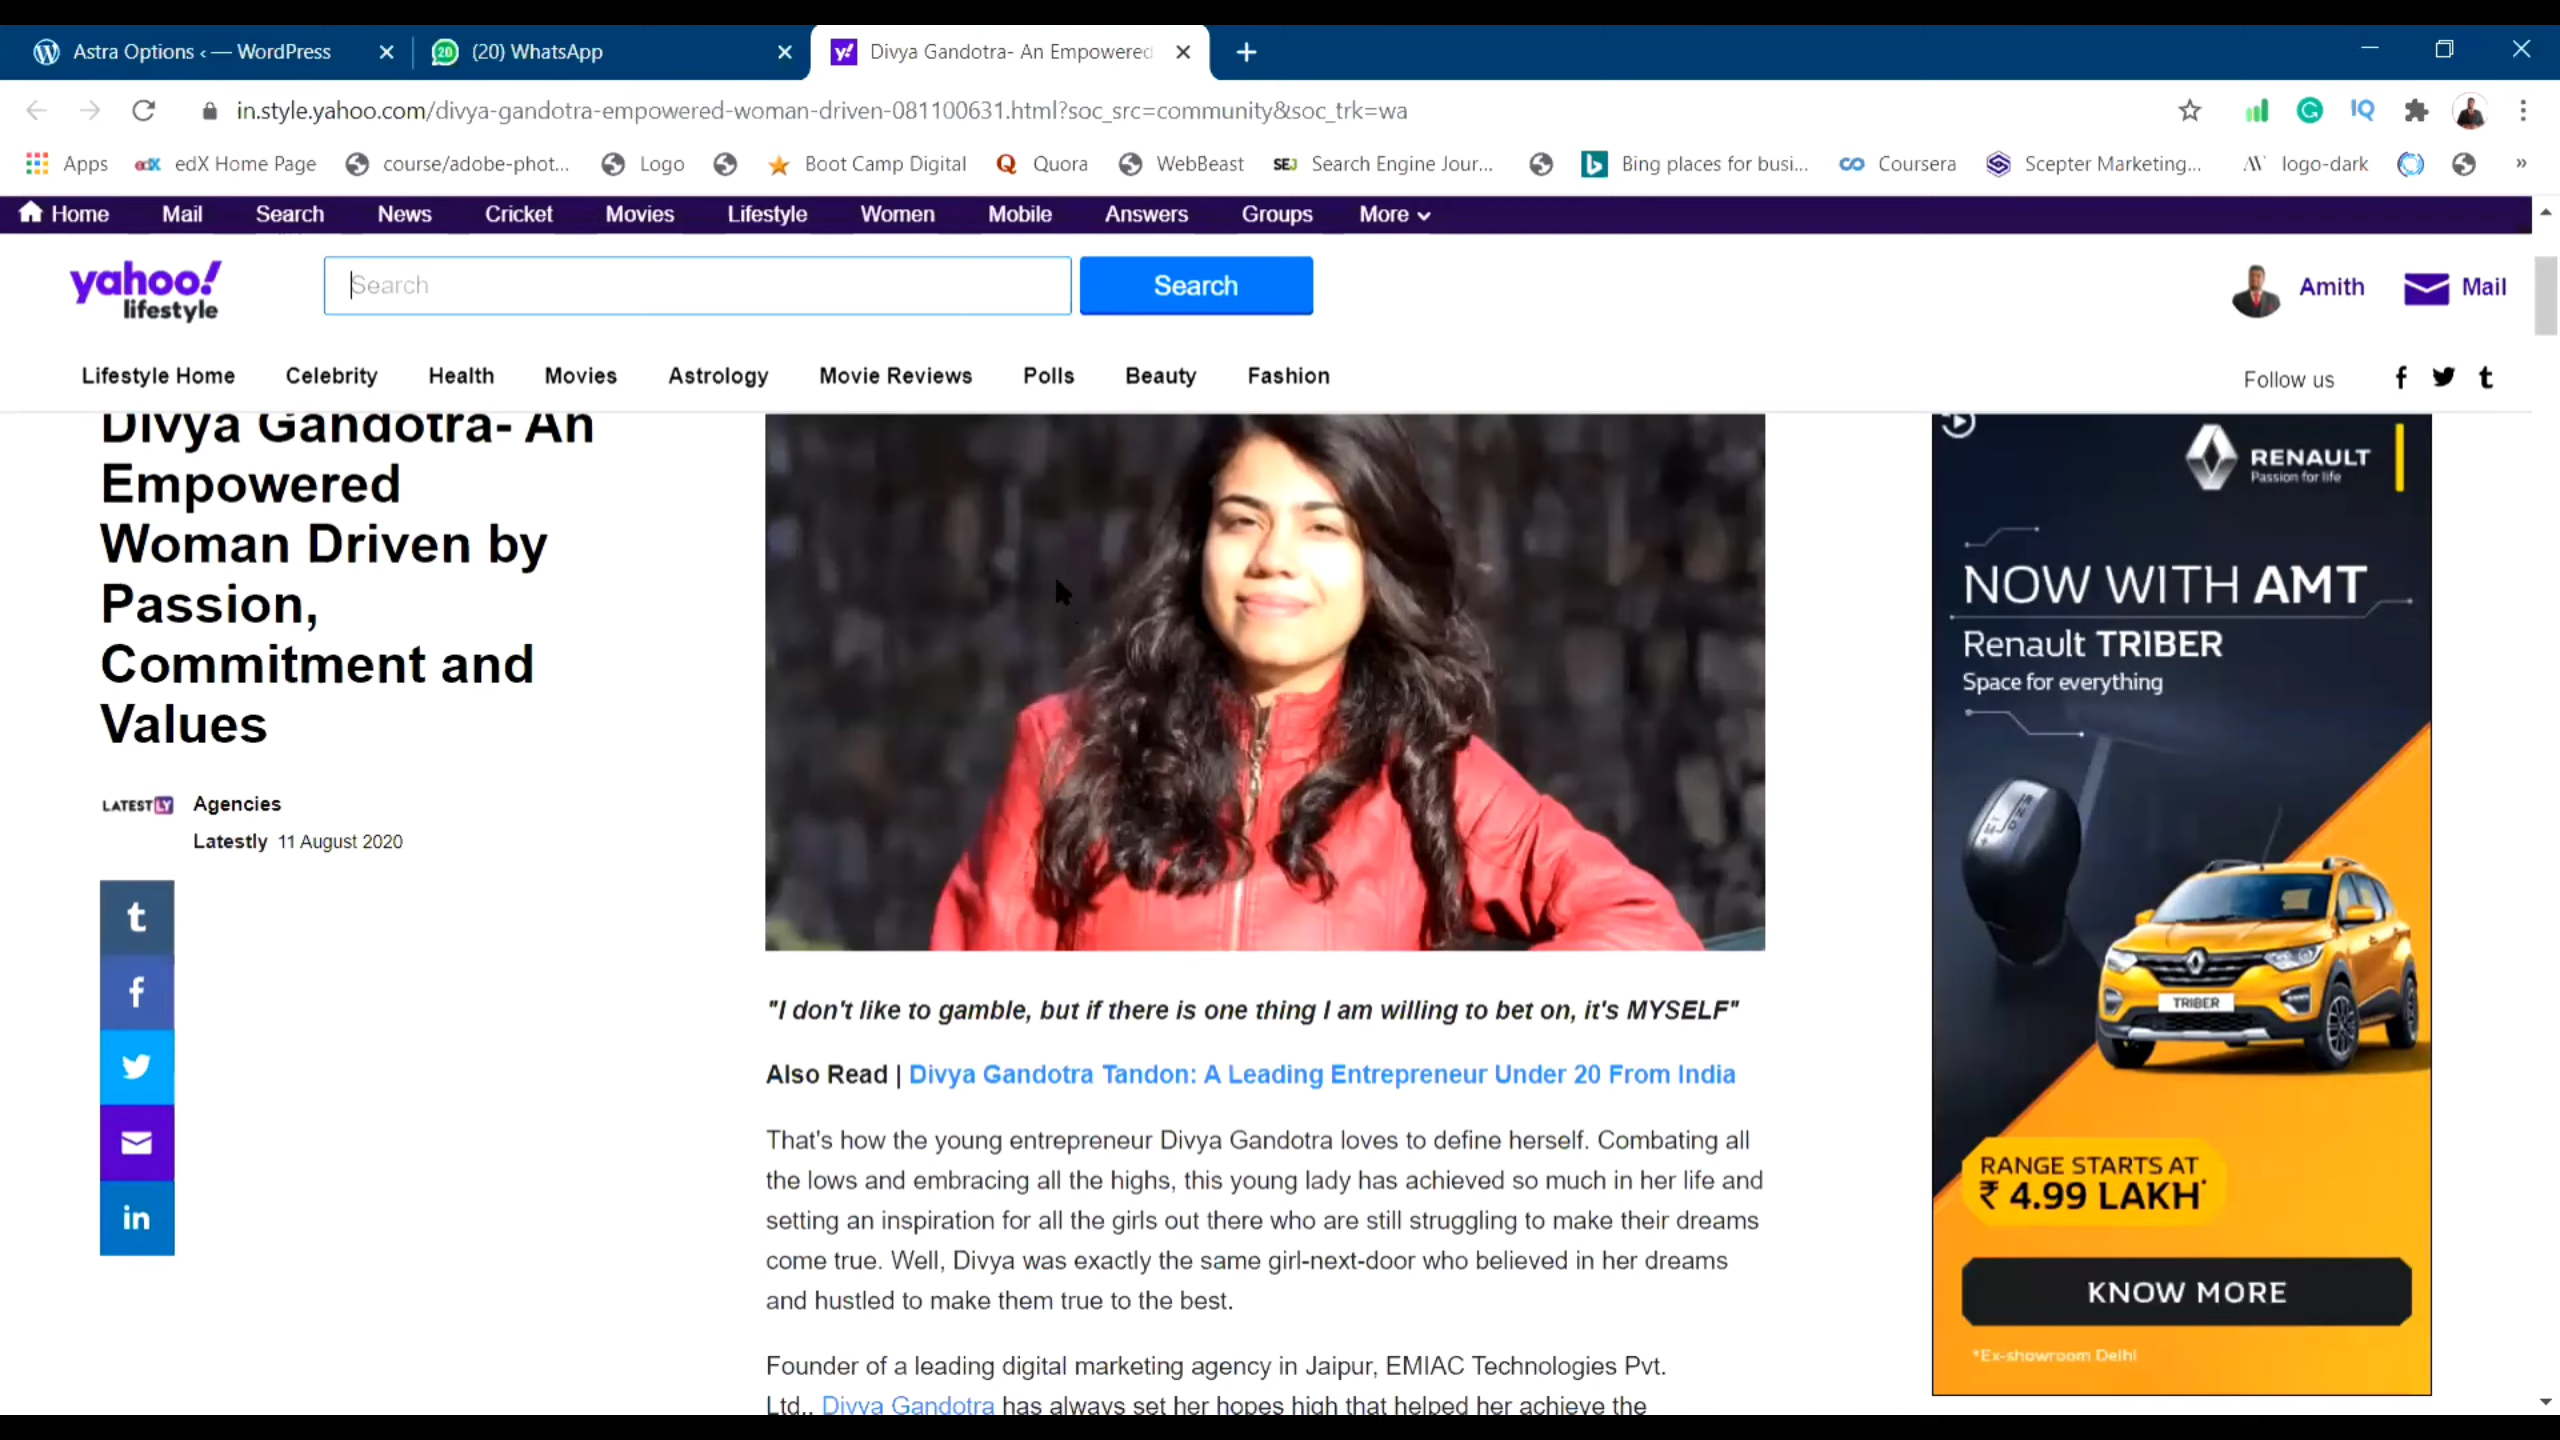 Astra Options ‹ — WordPress
(20) WhatsApp
Divya Gandotra- An Empowered
in.style.yahoo.com/divya-gandotra-empowered-woman-driven-081100631.html?soc_src=community&soc_trk=wa
IQ
Apps
edX
edX Home Page
course/adobe-phot...
Logo
Boot Camp Digital
Quora
WebBeast
SEJ
Search Engine Jour...
Bing places for busi...
Coursera
Scepter Marketing...
logo-dark
»
Home
Mail
Search
News
Cricket
Movies
Lifestyle
Women
Mobile
Answers
Groups
More
yahoo!
lifestyle
Search
Search
Amith
Mail
Lifestyle Home
Celebrity
Health
Movies
Astrology
Movie Reviews
Polls
Beauty
Fashion
Follow us
Divya Gandotra- An
Empowered
Woman Driven by
Passion,
Commitment and
Values
LATESTLY
Agencies
Latestly 11 August 2020
"I don't like to gamble, but if there is one thing I am willing to bet on, it's MYSELF"
Also Read | Divya Gandotra Tandon: A Leading Entrepreneur Under 20 From India
That's how the young entrepreneur Divya Gandotra loves to define herself. Combating all
the lows and embracing all the highs, this young lady has achieved so much in her life and
setting an inspiration for all the girls out there who are still struggling to make their dreams
come true. Well, Divya was exactly the same girl-next-door who believed in her dreams
and hustled to make them true to the best.
Founder of a leading digital marketing agency in Jaipur, EMIAC Technologies Pvt.
Ltd., Divya Gandotra has always set her hopes high that helped her achieve the
RENAULT
Passion for life
NOW WITH AMT
Renault TRIBER
Space for everything
TRIBER
RANGE STARTS AT
₹ 4.99 LAKH*
KNOW MORE
*Ex-showroom Delhi